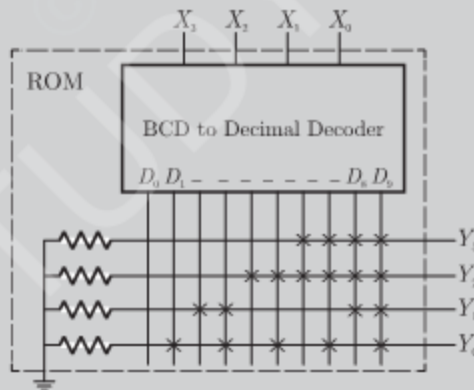 X₃ X₂ X₁ X₀
ROM
BCD to Decimal Decoder
D₀ D₁ – – – – – – – D₈ D₉